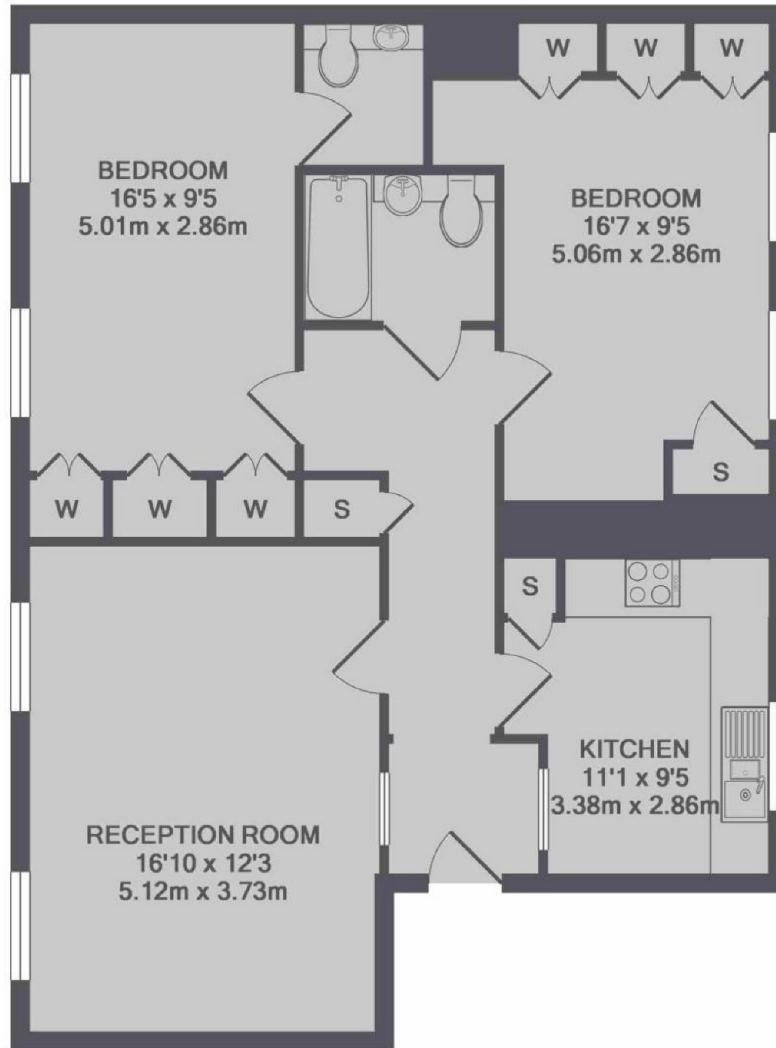 W
W
W
BEDROOM
16'5 x 9'5
5.01m x 2.86m
BEDROOM
16'7 x 9'5
5.06m x 2.86m
S
W
W
W
S
S
KITCHEN
11'1 x 9'5
3.38m x 2.86m
RECEPTION ROOM
16'10 x 12'3
5.12m x 3.73m